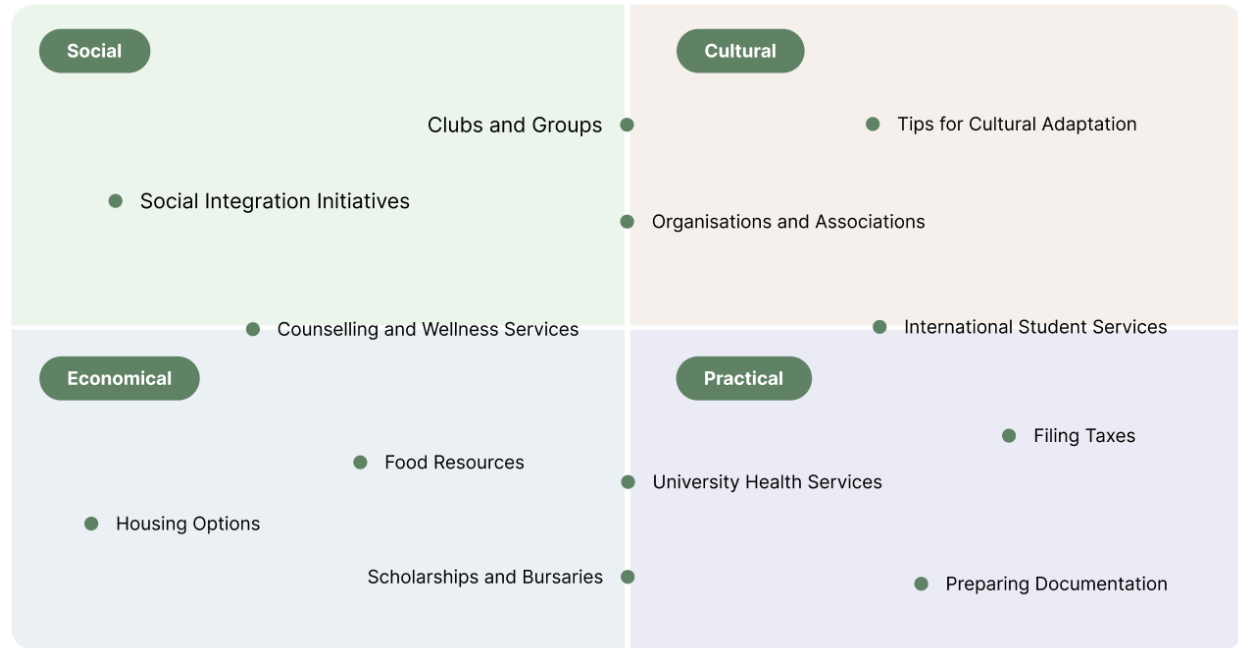 Social
Cultural
Clubs and Groups
Tips for Cultural Adaptation
Social Integration Initiatives
Organisations and Associations
Counselling and Wellness Services
International Student Services
Economical
Practical
Filing Taxes
Food Resources
University Health Services
Housing Options
Scholarships and Bursaries
Preparing Documentation